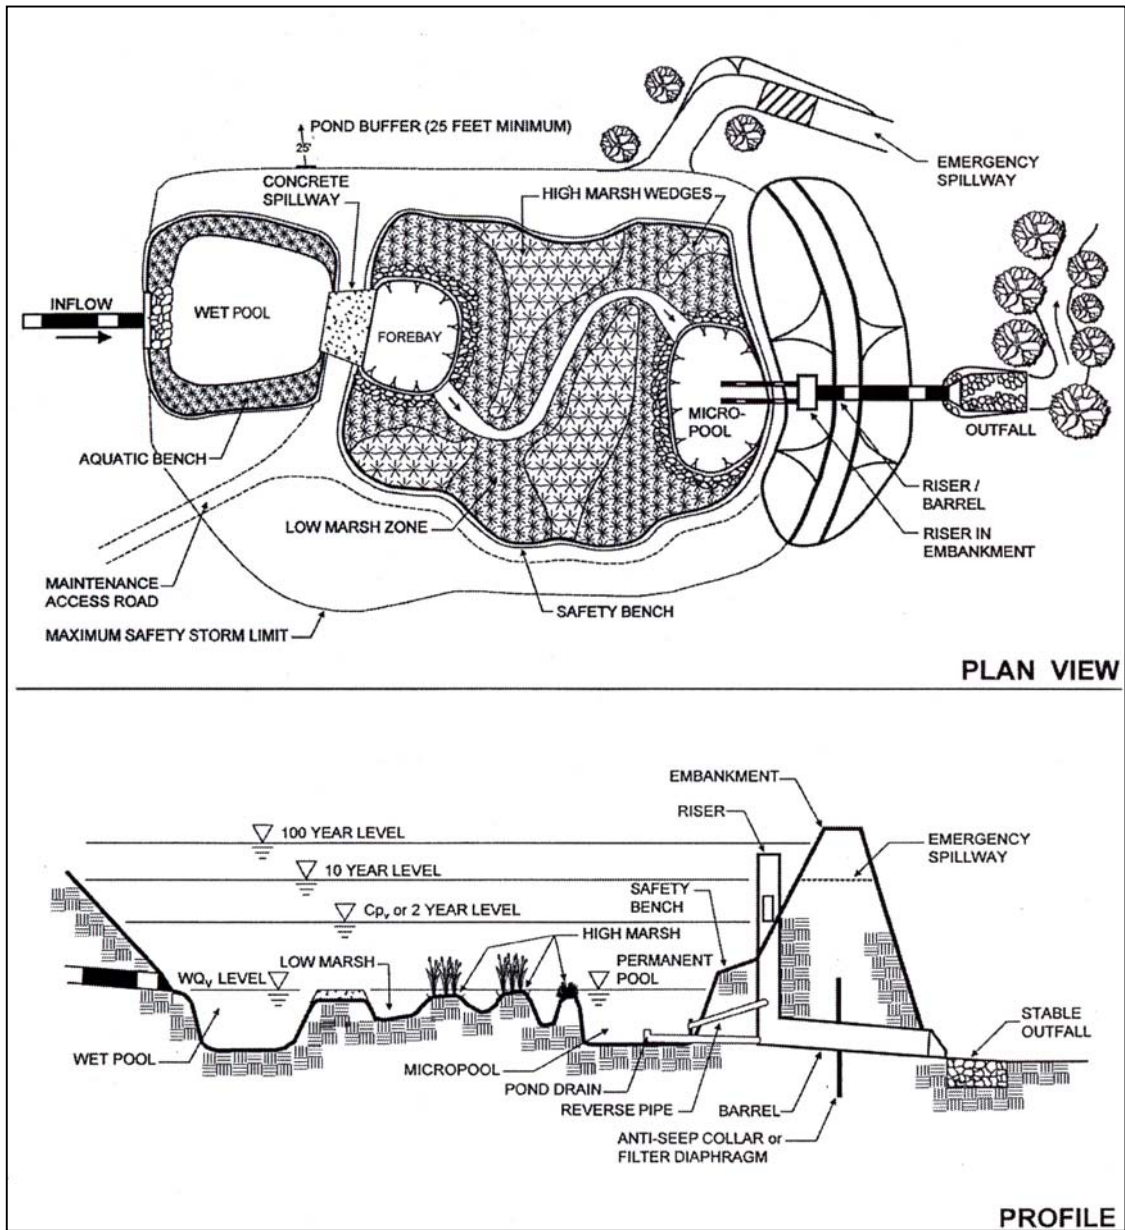 POND BUFFER (25 FEET MINIMUM)
25'
CONCRETE
SPILLWAY
HIGH MARSH WEDGES
EMERGENCY
SPILLWAY
INFLOW
WET POOL
FOREBAY
MICRO-
POOL
OUTFALL
AQUATIC BENCH
LOW MARSH ZONE
RISER /
BARREL
RISER IN
EMBANKMENT
MAINTENANCE
ACCESS ROAD
SAFETY BENCH
MAXIMUM SAFETY STORM LIMIT
PLAN VIEW
EMBANKMENT
RISER
100 YEAR LEVEL
EMERGENCY
SPILLWAY
10 YEAR LEVEL
SAFETY
BENCH
Cpv or 2 YEAR LEVEL
HIGH MARSH
LOW MARSH
PERMANENT
POOL
WQv LEVEL
STABLE
OUTFALL
WET POOL
MICROPOOL
POND DRAIN
REVERSE PIPE
BARREL
ANTI-SEEP COLLAR or
FILTER DIAPHRAGM
PROFILE